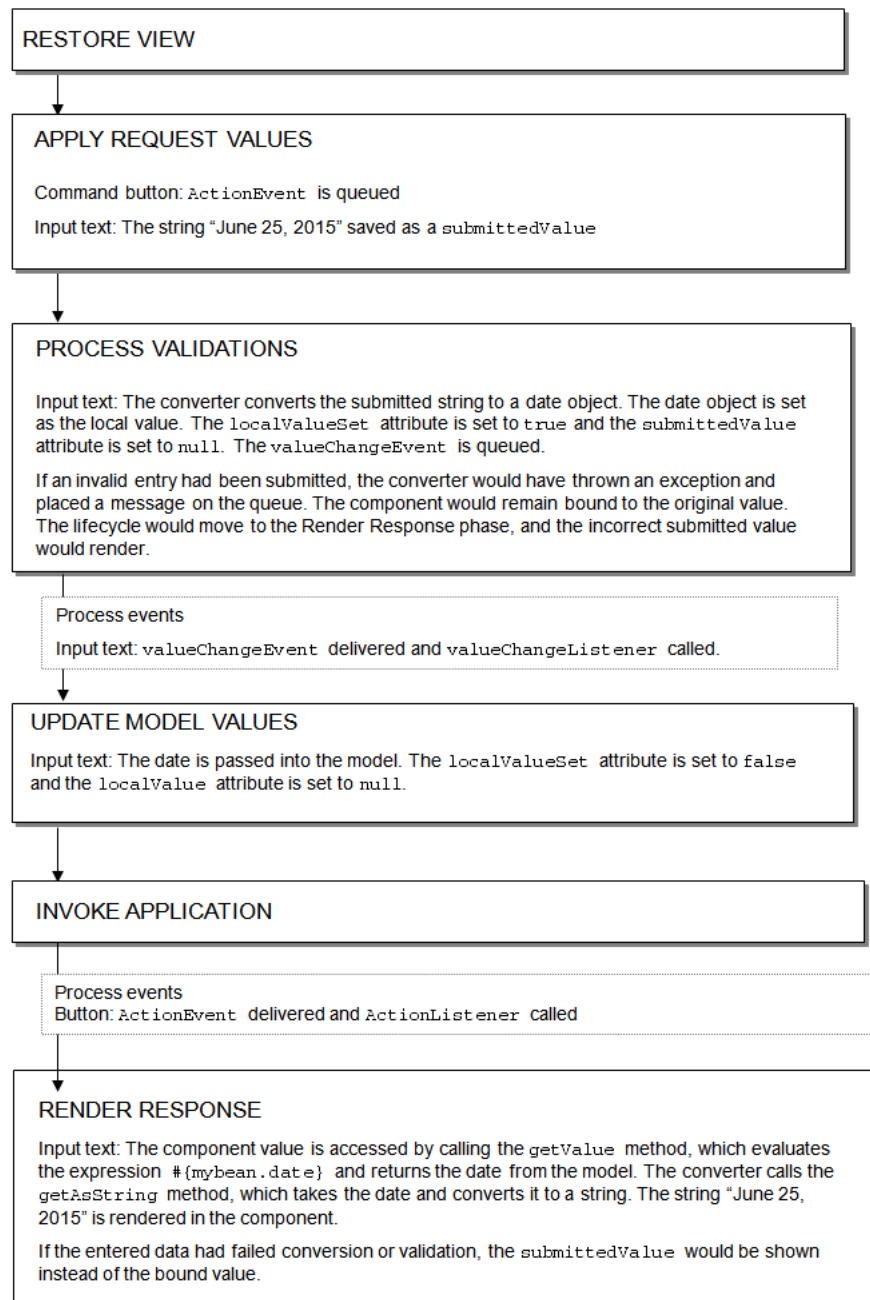 RESTORE VIEW
APPLY REQUEST VALUES
Command button: ActionEvent is queued
Input text: The string “June 25, 2015” saved as a submittedValue
PROCESS VALIDATIONS
Input text: The converter converts the submitted string to a date object. The date object is set
as the local value. The localValueSet attribute is set to true and the submittedValue
attribute is set to null. The valueChangeEvent is queued.
If an invalid entry had been submitted, the converter would have thrown an exception and
placed a message on the queue. The component would remain bound to the original value.
The lifecycle would move to the Render Response phase, and the incorrect submitted value
would render.
Process events
Input text: valueChangeEvent delivered and valueChangeListener called.
UPDATE MODEL VALUES
Input text: The date is passed into the model. The localValueSet attribute is set to false
and the localValue attribute is set to null.
INVOKE APPLICATION
Process events
Button: ActionEvent delivered and ActionListener called
RENDER RESPONSE
Input text: The component value is accessed by calling the getValue method, which evaluates
the expression #{mybean.date} and returns the date from the model. The converter calls the
getAsString method, which takes the date and converts it to a string. The string “June 25,
2015” is rendered in the component.
If the entered data had failed conversion or validation, the submittedValue would be shown
instead of the bound value.